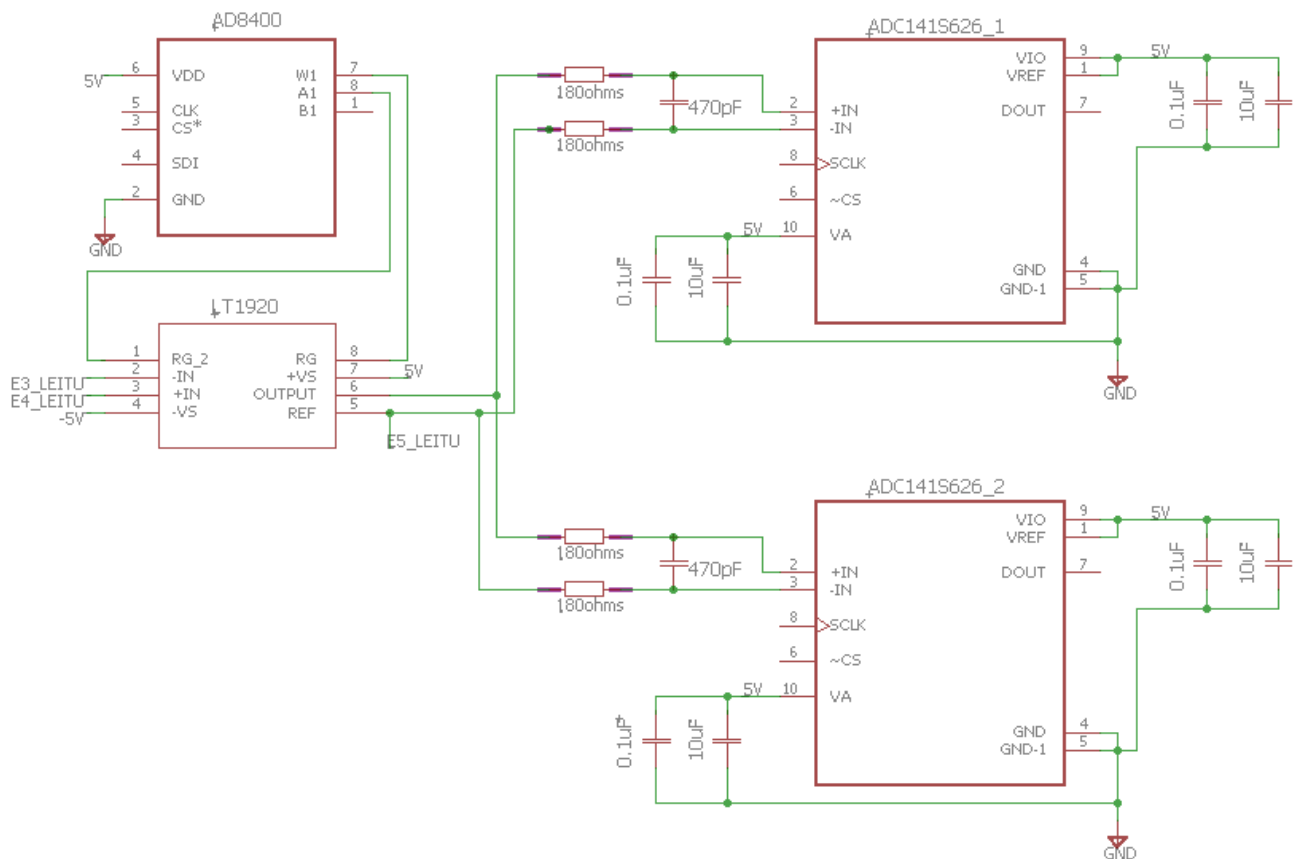 AD8400
5V 6 VDD W1 7
A1 8
5 CLK B1 1
3 CS*
4 SDI
2 GND
GND
LT1920
1 RG_2 RG 8
E3_LEITU 2 -IN +VS 7 5V
E4_LEITU 3 +IN OUTPUT 6
-5V 4 -VS REF 5
E5_LEITU
180ohms
470pF
180ohms
ADC141S626_1
VIO 9 5V
VREF 1
2 +IN DOUT 7
3 -IN
8 SCLK
6 ~CS
5V 10 VA
GND 4
GND-1 5
0.1uF 10uF
0.1uF 10uF
GND
180ohms
470pF
180ohms
ADC141S626_2
VIO 9 5V
VREF 1
2 +IN DOUT 7
3 -IN
8 SCLK
6 ~CS
5V 10 VA
GND 4
GND-1 5
0.1uF 10uF
0.1uF 10uF
GND